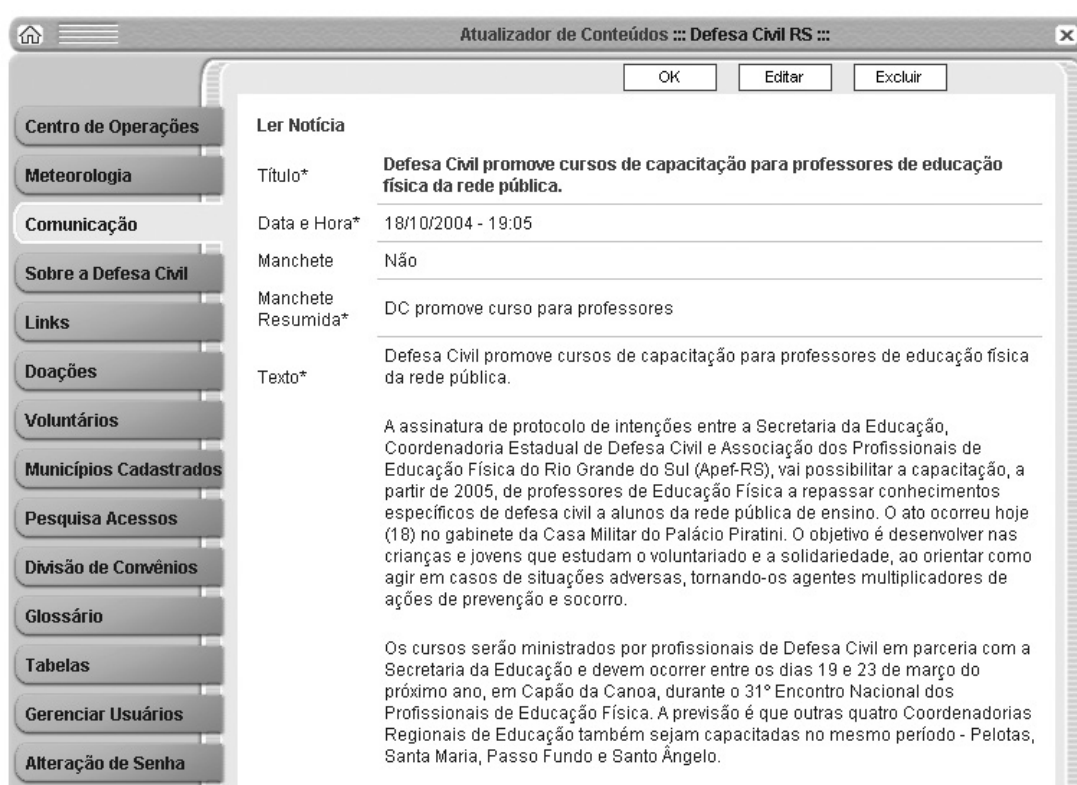 Atualizador de Conteúdos ::: Defesa Civil RS :::
OK Editar Excluir
Centro de Operações
Meteorologia
Comunicação
Sobre a Defesa Civil
Links
Doações
Voluntários
Municípios Cadastrados
Pesquisa Acessos
Divisão de Convênios
Glossário
Tabelas
Gerenciar Usuários
Alteração de Senha
Ler Notícia
Título*
Defesa Civil promove cursos de capacitação para professores de educação
física da rede pública.
Data e Hora* 18/10/2004 - 19:05
Manchete Não
Manchete
Resumida*
DC promove curso para professores
Texto*
Defesa Civil promove cursos de capacitação para professores de educação física
da rede pública.
A assinatura de protocolo de intenções entre a Secretaria da Educação,
Coordenadoria Estadual de Defesa Civil e Associação dos Profissionais de
Educação Física do Rio Grande do Sul (Apef-RS), vai possibilitar a capacitação, a
partir de 2005, de professores de Educação Física a repassar conhecimentos
específicos de defesa civil a alunos da rede pública de ensino. O ato ocorreu hoje
(18) no gabinete da Casa Militar do Palácio Piratini. O objetivo é desenvolver nas
crianças e jovens que estudam o voluntariado e a solidariedade, ao orientar como
agir em casos de situações adversas, tornando-os agentes multiplicadores de
ações de prevenção e socorro.
Os cursos serão ministrados por profissionais de Defesa Civil em parceria com a
Secretaria da Educação e devem ocorrer entre os dias 19 e 23 de março do
próximo ano, em Capão da Canoa, durante o 31º Encontro Nacional dos
Profissionais de Educação Física. A previsão é que outras quatro Coordenadorias
Regionais de Educação também sejam capacitadas no mesmo período - Pelotas,
Santa Maria, Passo Fundo e Santo Ângelo.